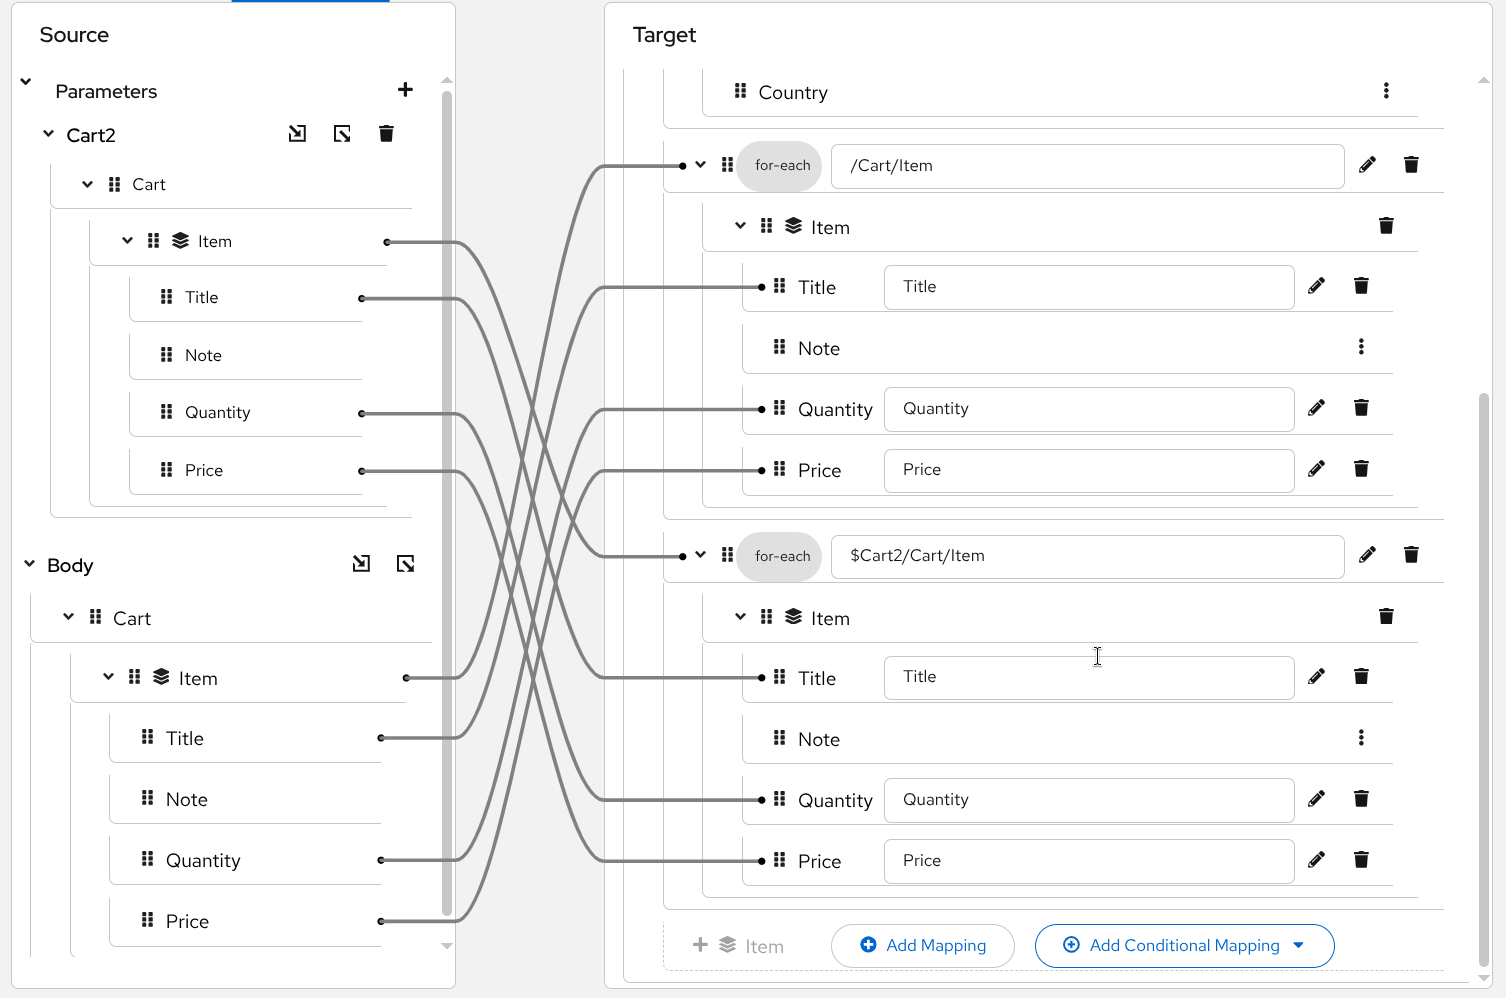 Source
Parameters
Cart2
Cart
Item
Title
Note
Quantity
Price
Body
Cart
Item
Title
Note
Quantity
Price
Target
Country
for-each /Cart/Item
Item
Title Title
Note
Quantity Quantity
Price Price
for-each $Cart2/Cart/Item
Item
Title Title
Note
Quantity Quantity
Price Price
Item Add Mapping Add Conditional Mapping